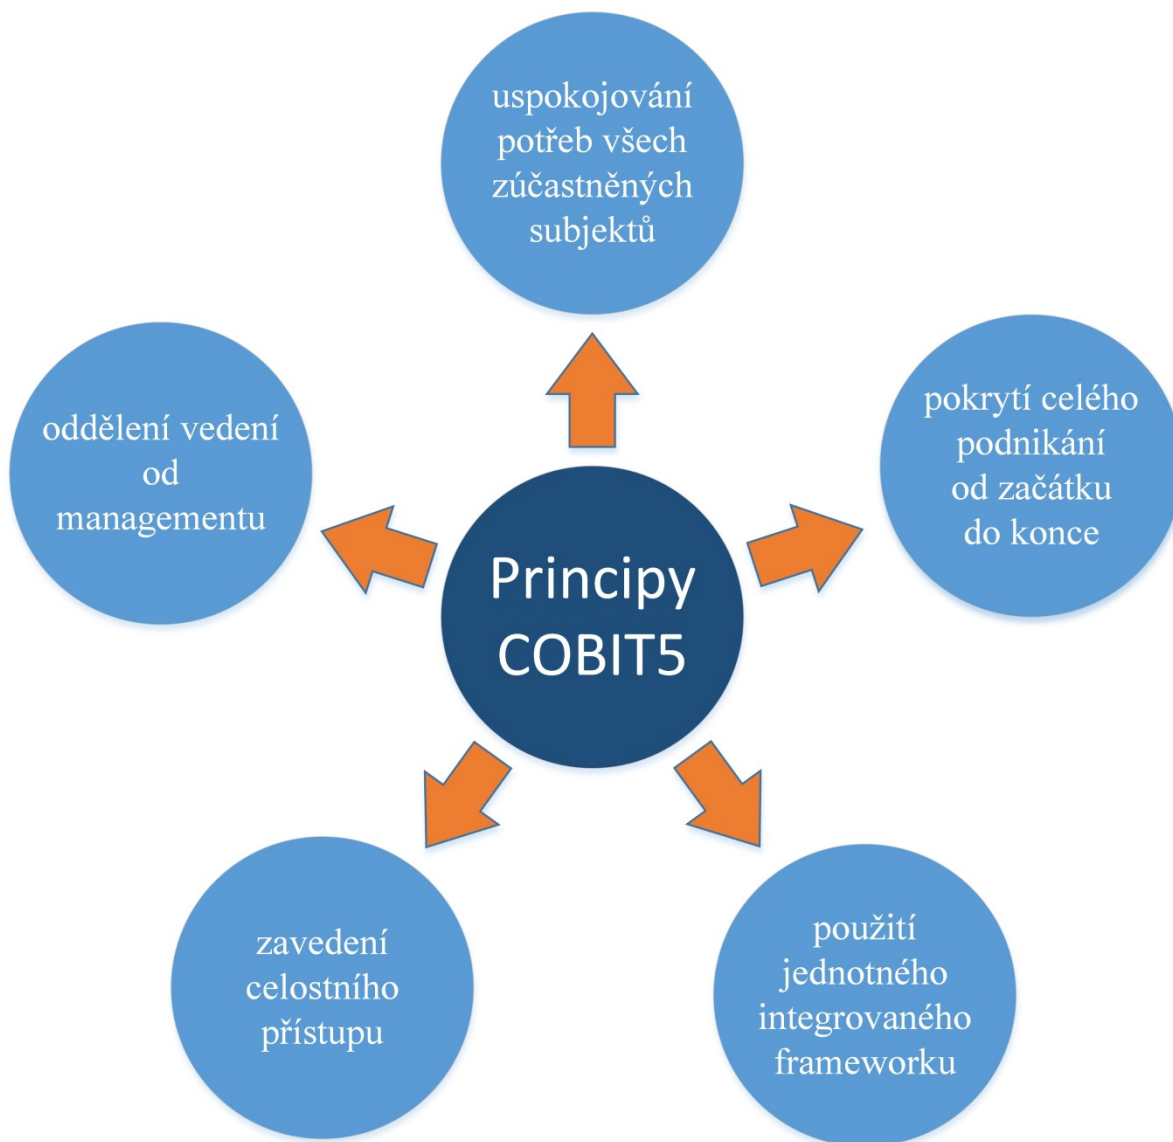 uspokojování
potřeb všech
zúčastněných
subjektů
oddělení vedení
od
managementu
pokrytí celého
podnikání
od začátku
do konce
Principy
COBIT5
zavedení
celostního
přístupu
použití
jednotného
integrovaného
frameworku